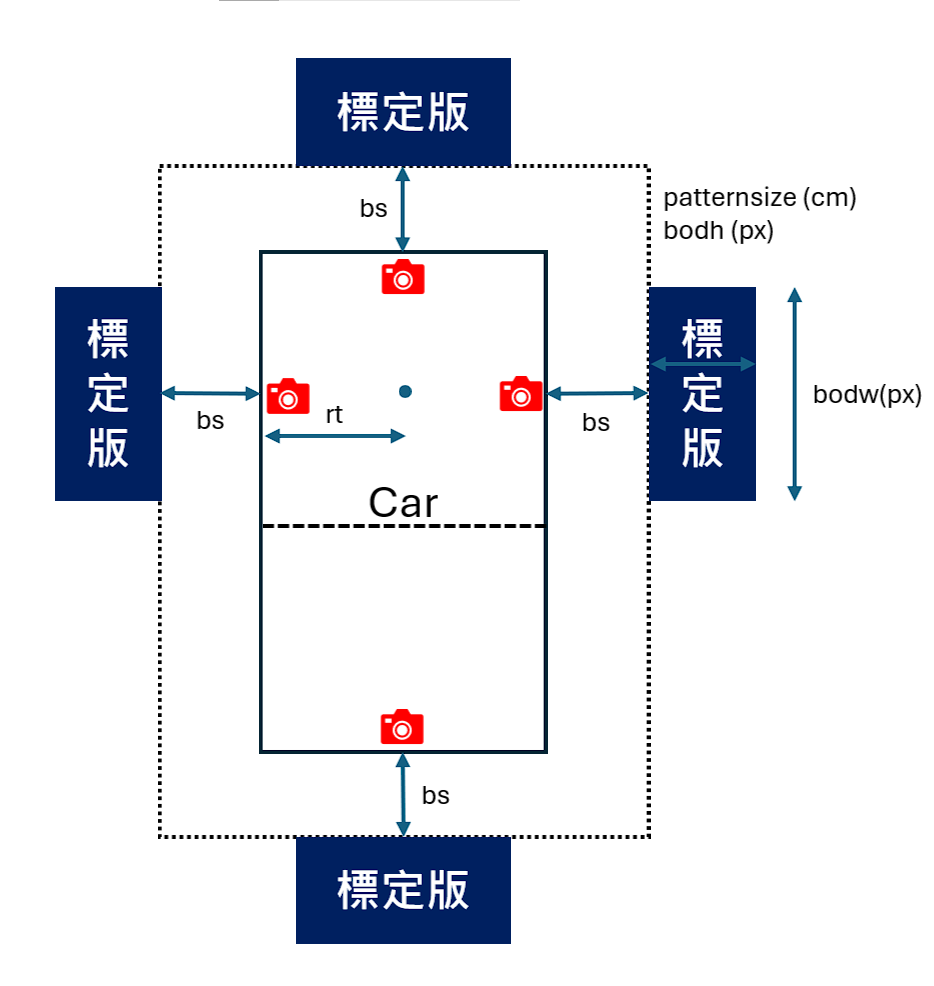 標定版
bs
patternsize (cm)
bodh (px)
標
定
版
標
定
版
bodw(px)
bs
rt
bs
Car
bs
標定版